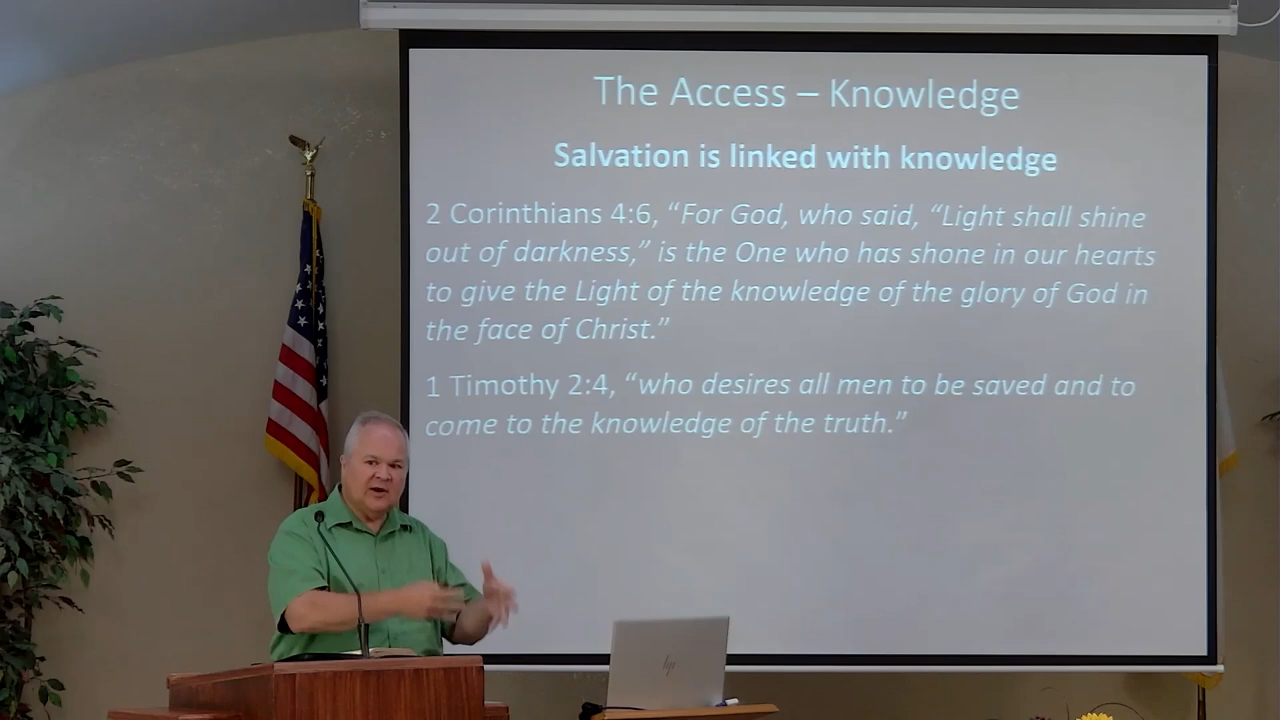 The Access – Knowledge
Salvation is linked with knowledge
2 Corinthians 4:6, “For God, who said, “Light shall shine
out of darkness,” is the One who has shone in our hearts
to give the Light of the knowledge of the glory of God in
the face of Christ.”
1 Timothy 2:4, “who desires all men to be saved and to
come to the knowledge of the truth.”
hp